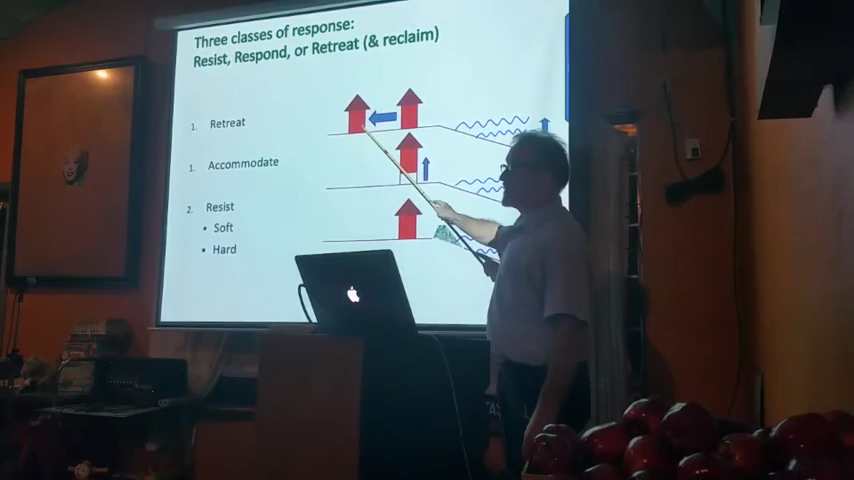 Three classes of response:
Resist, Respond, or Retreat (& reclaim)
1. Retreat
1. Accommodate
2. Resist
• Soft
• Hard